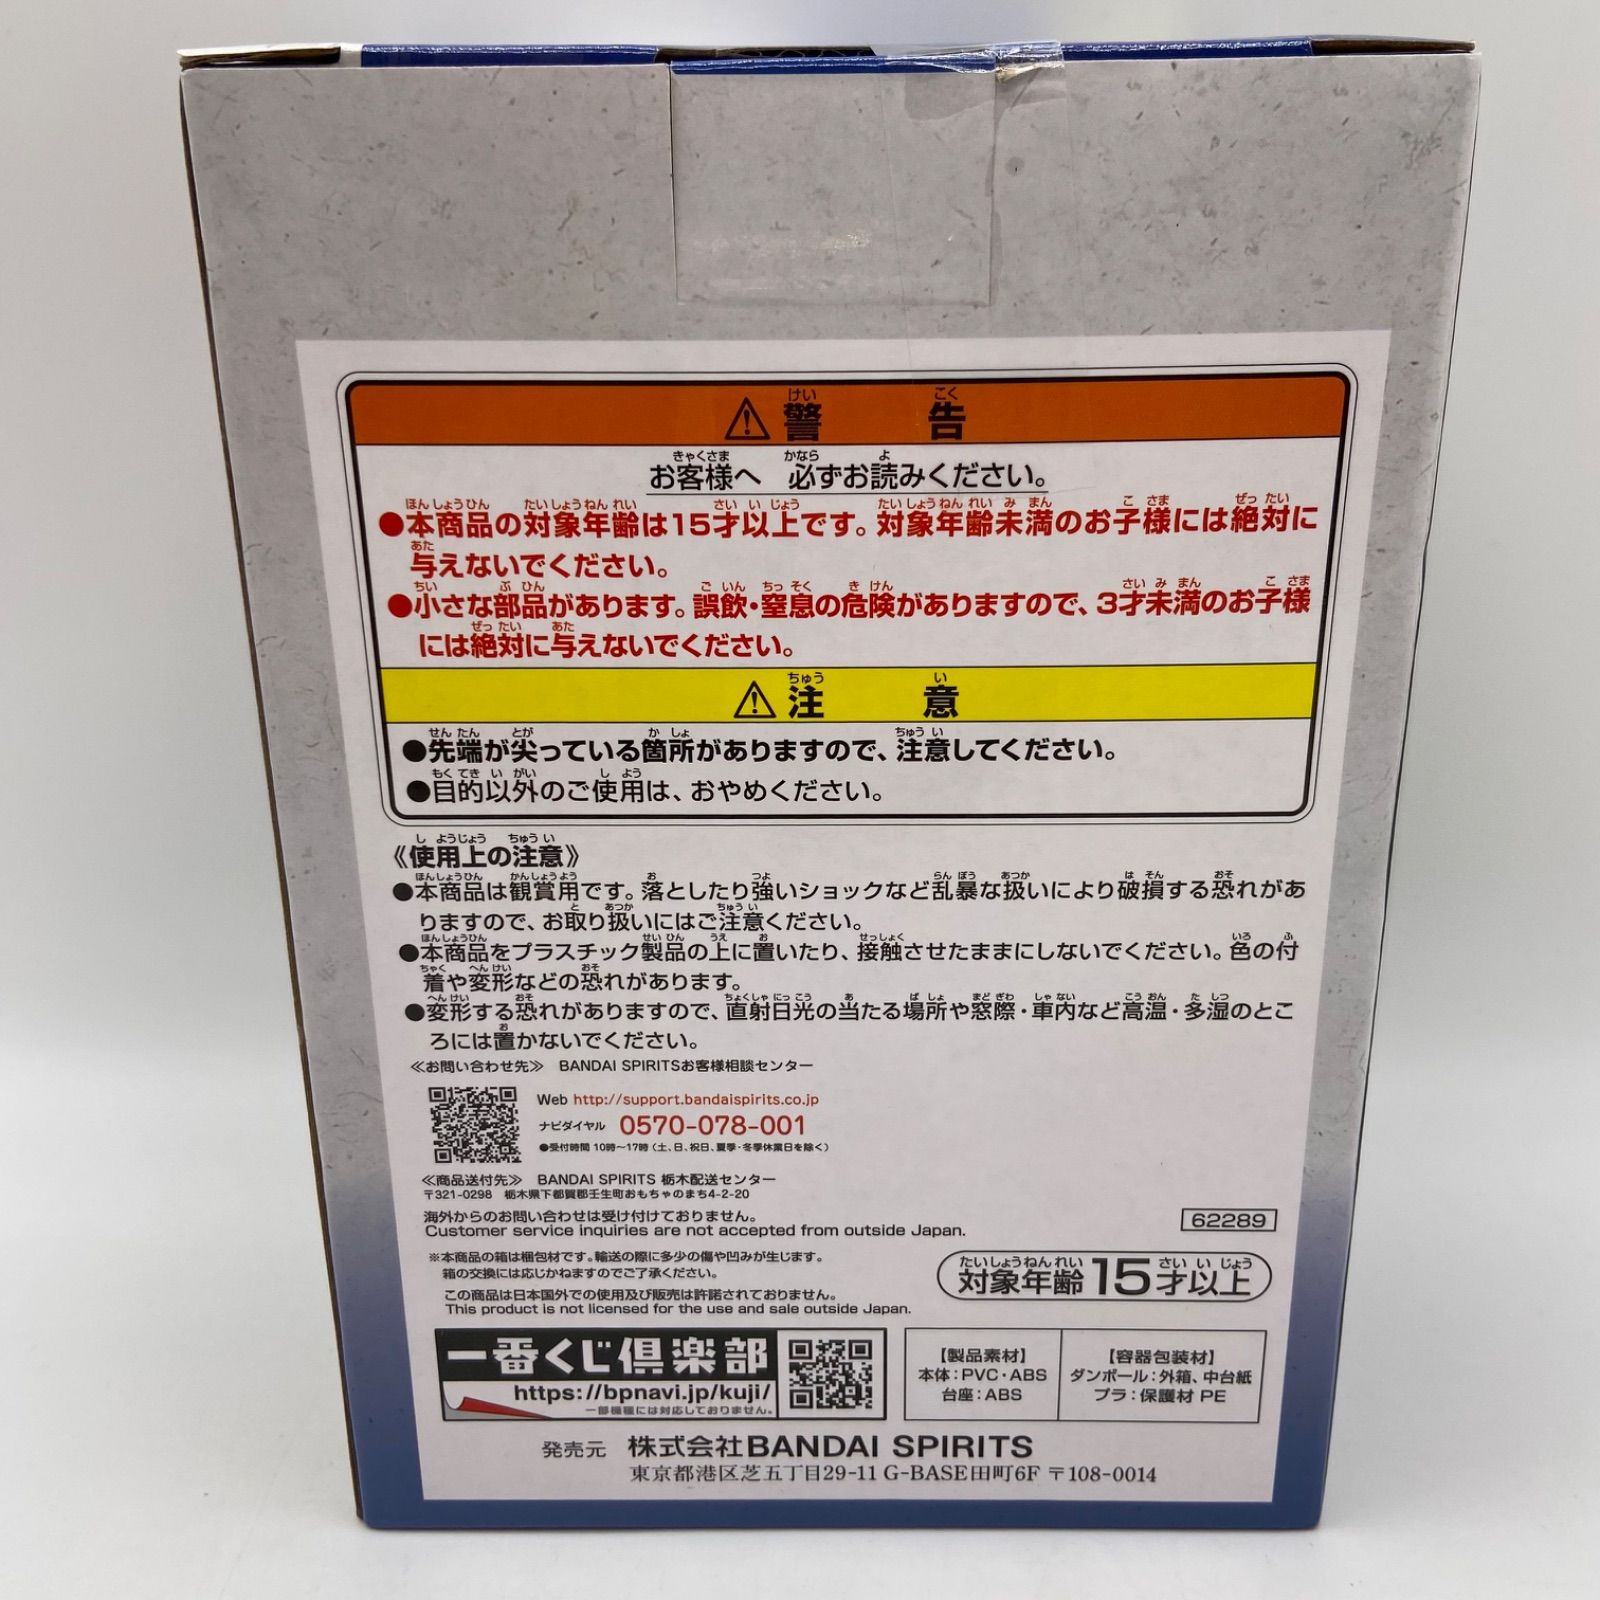 警告
お客様へ 必ずお読みください。
●本商品の対象年齢は15才以上です。対象年齢未満のお子様には絶対に
与えないでください。
●小さな部品があります。誤飲・窒息の危険がありますので、3才未満のお子様
には絶対に与えないでください。
注意
●先端が尖っている箇所がありますので、注意してください。
●目的以外のご使用は、おやめください。
《使用上の注意》
●本商品は観賞用です。落としたり強いショックなど乱暴な扱いにより破損する恐れがあ
りますので、お取り扱いにはご注意ください。
●本商品をプラスチック製品の上に置いたり、接触させたままにしないでください。色の付
着や変形などの恐れがあります。
●変形する恐れがありますので、直射日光の当たる場所や窓際・車内など高温・多湿のとこ
ろには置かないでください。
≪お問い合わせ先≫ BANDAI SPIRITSお客様相談センター
Web http://support.bandaispirits.co.jp
ナビダイヤル 0570-078-001
●受付時間 10時〜17時（土、日、祝日、夏季・冬季休業日を除く）
≪商品送付先≫ BANDAI SPIRITS 栃木配送センター
〒321-0298 栃木県下都賀郡壬生町おもちゃのまち4-2-20
海外からのお問い合わせは受け付けておりません。
Customer service inquiries are not accepted from outside Japan.
62289
※本商品の箱は梱包材です。輸送の際に多少の傷や凹みが生じます。
箱の交換には応じかねますのでご了承ください。
対象年齢15才以上
この商品は日本国外での使用及び販売は許諾されておりません。
This product is not licensed for the use and sale outside Japan.
一番くじ倶楽部
https://bpnavi.jp/kuji/
一部機種には対応しておりません。
【製品素材】
本体：PVC・ABS
台座：ABS
【容器包装材】
ダンボール：外箱、中台紙
プラ：保護材 PE
発売元 株式会社BANDAI SPIRITS
東京都港区芝五丁目29-11 G-BASE田町6F 〒108-0014